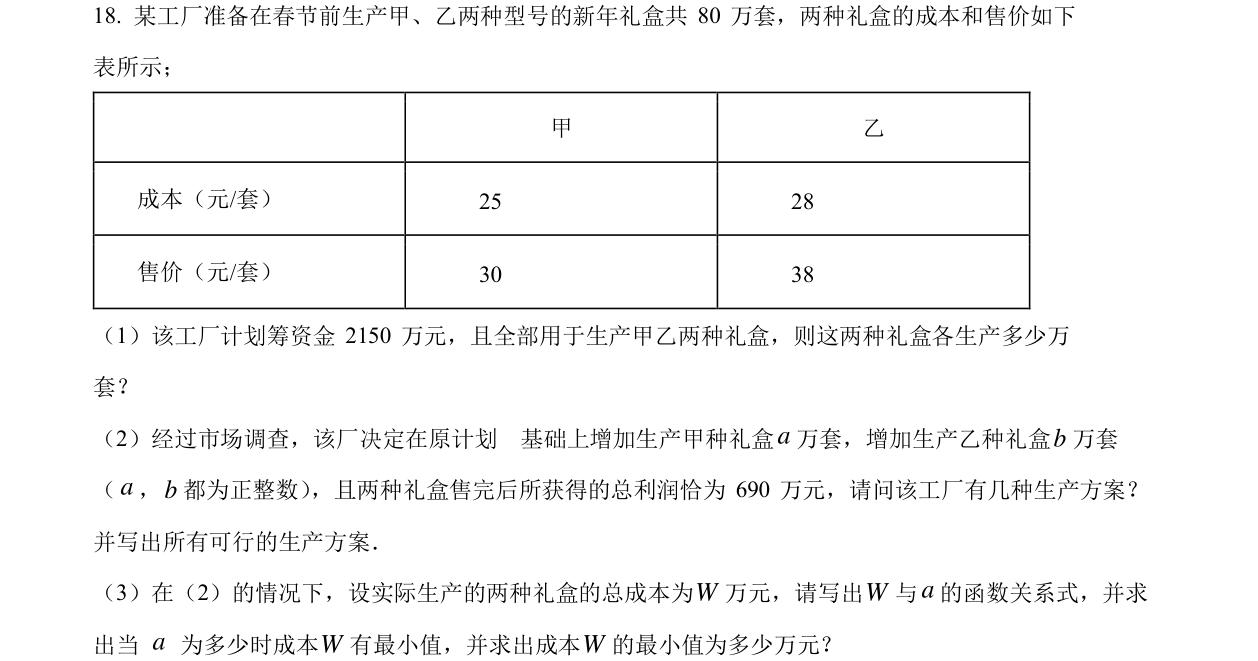 18. 某工厂准备在春节前生产甲、乙两种型号的新年礼盒共 80 万套，两种礼盒的成本和售价如下
表所示；
甲 乙
成本（元/套） 25 28
售价（元/套） 30 38
（1）该工厂计划筹资金 2150 万元，且全部用于生产甲乙两种礼盒，则这两种礼盒各生产多少万
套？
（2）经过市场调查，该厂决定在原计划 基础上增加生产甲种礼盒a 万套，增加生产乙种礼盒b 万套
（a，b 都为正整数），且两种礼盒售完后所获得的总利润恰为 690 万元，请问该工厂有几种生产方案？
并写出所有可行的生产方案．
（3）在（2）的情况下，设实际生产的两种礼盒的总成本为W 万元，请写出W 与a 的函数关系式，并求
出当 a 为多少时成本W 有最小值，并求出成本W 的最小值为多少万元？